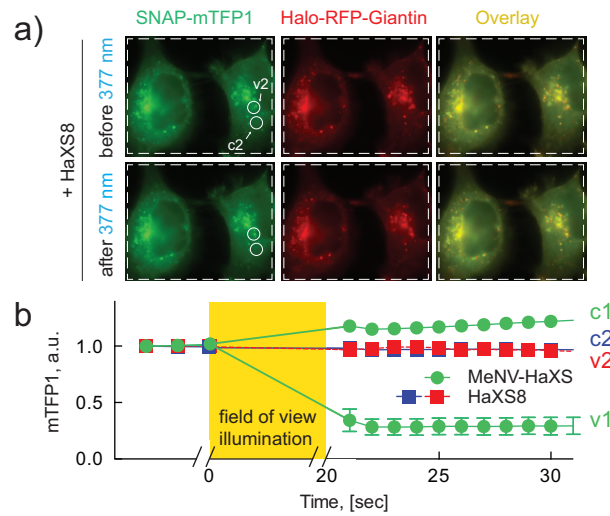 a)
SNAP-mTFP1 Halo-RFP-Giantin Overlay
+ HaXS8
before 377 nm
v2
c2
after 377 nm
b
mTFP1, a.u.
1.0
0.5
0.0
field of view
illumination
c1
c2
v2
MeNV-HaXS
HaXS8
v1
0 20 25 30
Time, [sec]